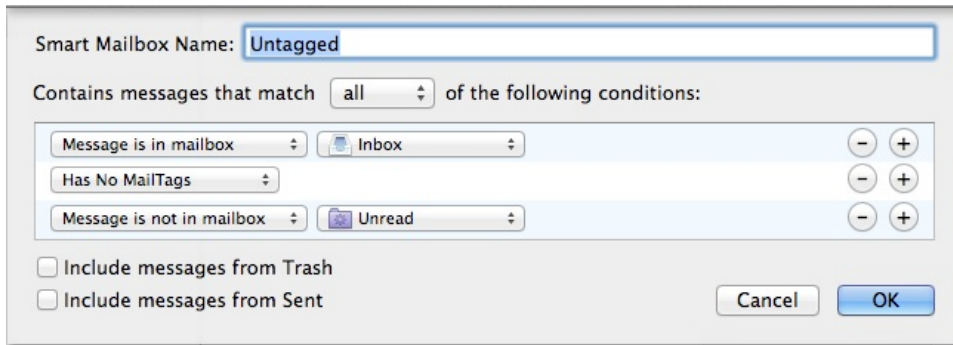 Smart Mailbox Name: Untagged
Contains messages that match all of the following conditions:
Message is in mailbox Inbox
Has No MailTags
Message is not in mailbox Unread
Include messages from Trash
Include messages from Sent
Cancel OK